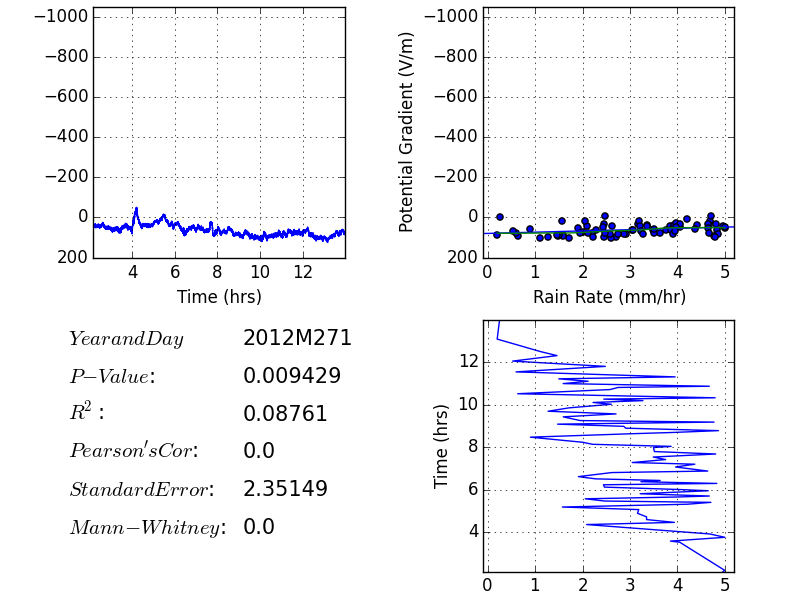 −1000
−800
−600
−400
−200
0
200
4 6 8 10 12
Time (hrs)
Potential Gradient (V/m)
−1000
−800
−600
−400
−200
0
200
0 1 2 3 4 5
Rain Rate (mm/hr)
YearandDay 2012M271
P−Value: 0.009429
R² : 0.08761
Pearson'sCor: 0.0
StandardError: 2.35149
Mann−Whitney: 0.0
Time (hrs)
12
10
8
6
4
0 1 2 3 4 5